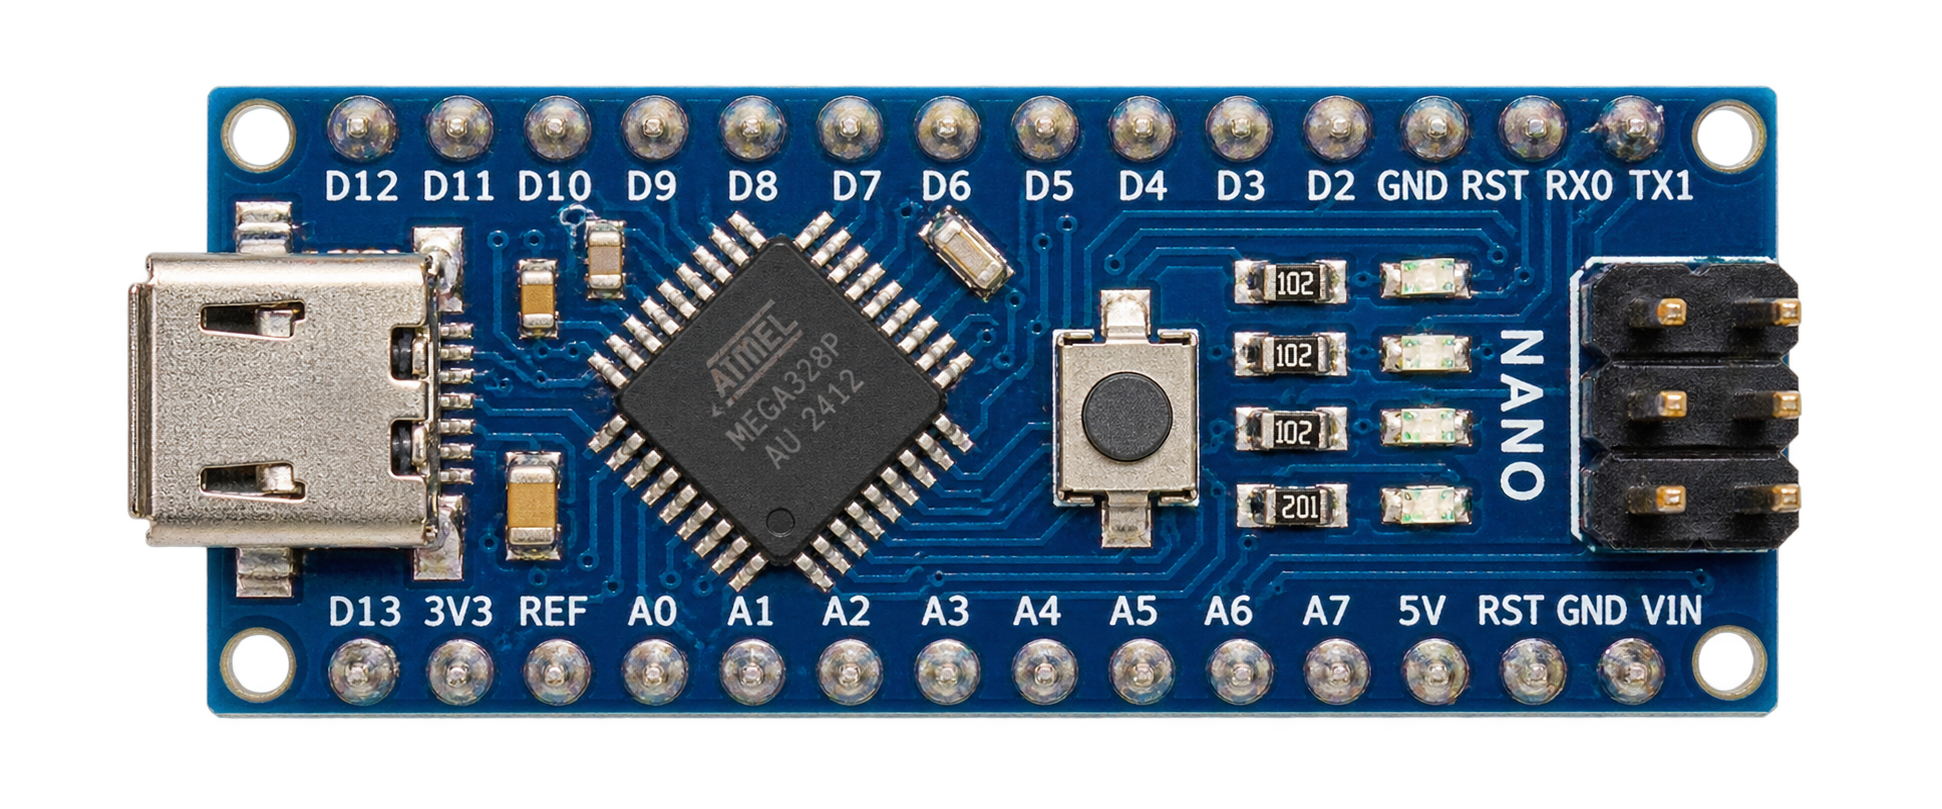 D12 D11 D10 D9 D8 D7 D6 D5 D4 D3 D2 GND RST RX0 TX1
ATMEL
MEGA328P
AU 2412
102
102
102
201
NANO
D13 3V3 REF A0 A1 A2 A3 A4 A5 A6 A7 5V RST GND VIN